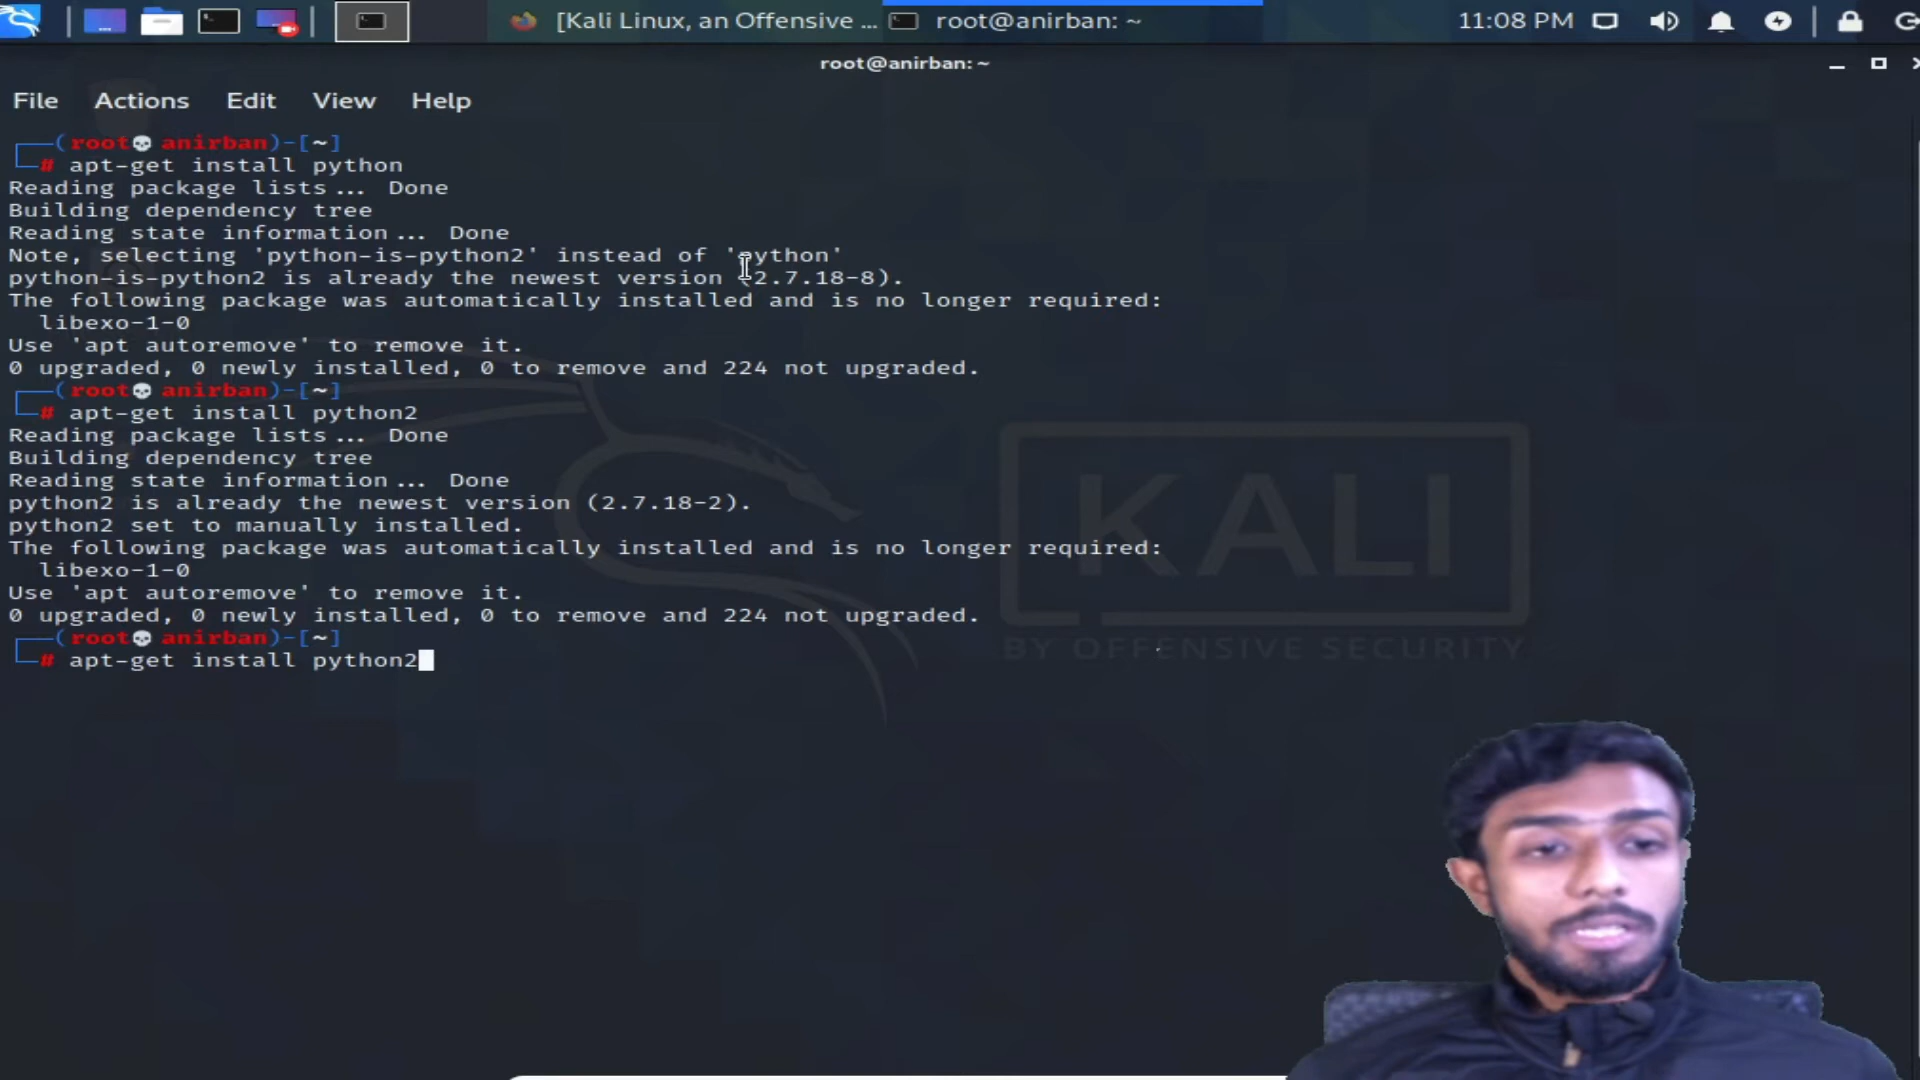 [Kali Linux, an Offensive ...
root@anirban: ~
11:08 PM
root@anirban: ~
File Actions Edit View Help
(root💀anirban)-[~]
# apt-get install python
Reading package lists... Done
Building dependency tree
Reading state information... Done
Note, selecting 'python-is-python2' instead of 'python'
python-is-python2 is already the newest version (2.7.18-8).
The following package was automatically installed and is no longer required:
libexo-1-0
Use 'apt autoremove' to remove it.
0 upgraded, 0 newly installed, 0 to remove and 224 not upgraded.
(root💀anirban)-[~]
# apt-get install python2
Reading package lists... Done
Building dependency tree
Reading state information... Done
python2 is already the newest version (2.7.18-2).
python2 set to manually installed.
The following package was automatically installed and is no longer required:
libexo-1-0
Use 'apt autoremove' to remove it.
0 upgraded, 0 newly installed, 0 to remove and 224 not upgraded.
(root💀anirban)-[~]
# apt-get install python2
KALI
BY OFFENSIVE SECURITY